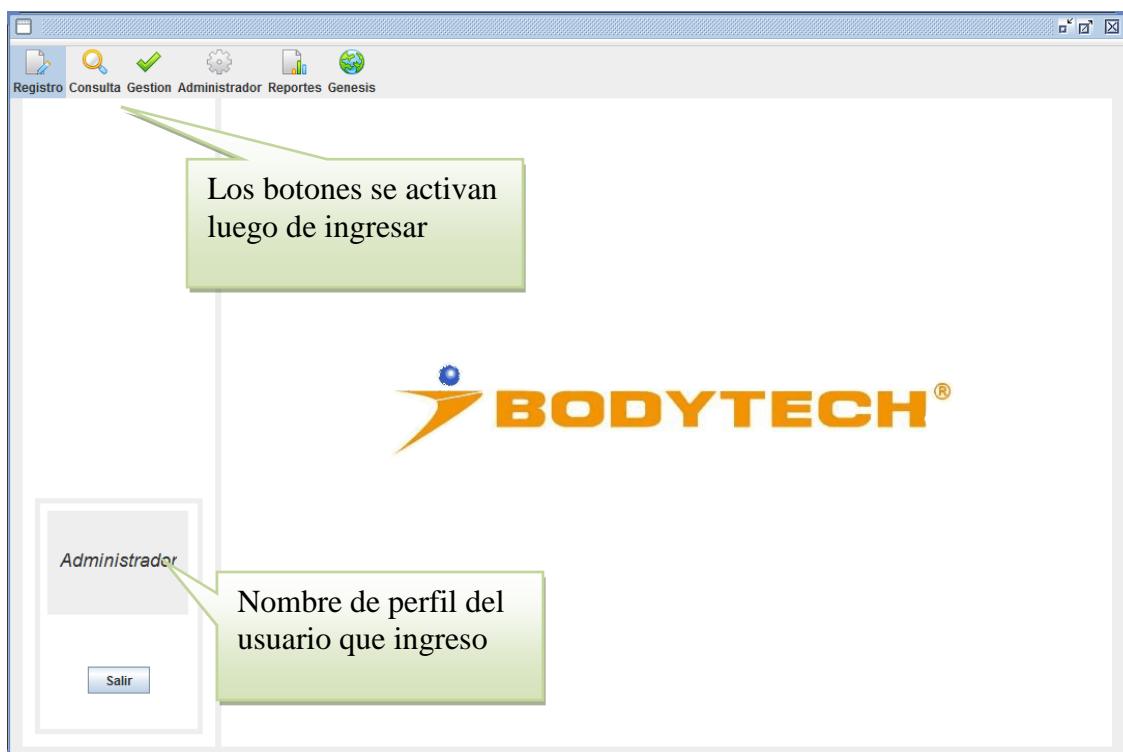 Registro Consulta Gestion Administrador Reportes Genesis
Los botones se activan
luego de ingresar
BODYTECH®
Administrador
Nombre de perfil del
usuario que ingreso
Salir